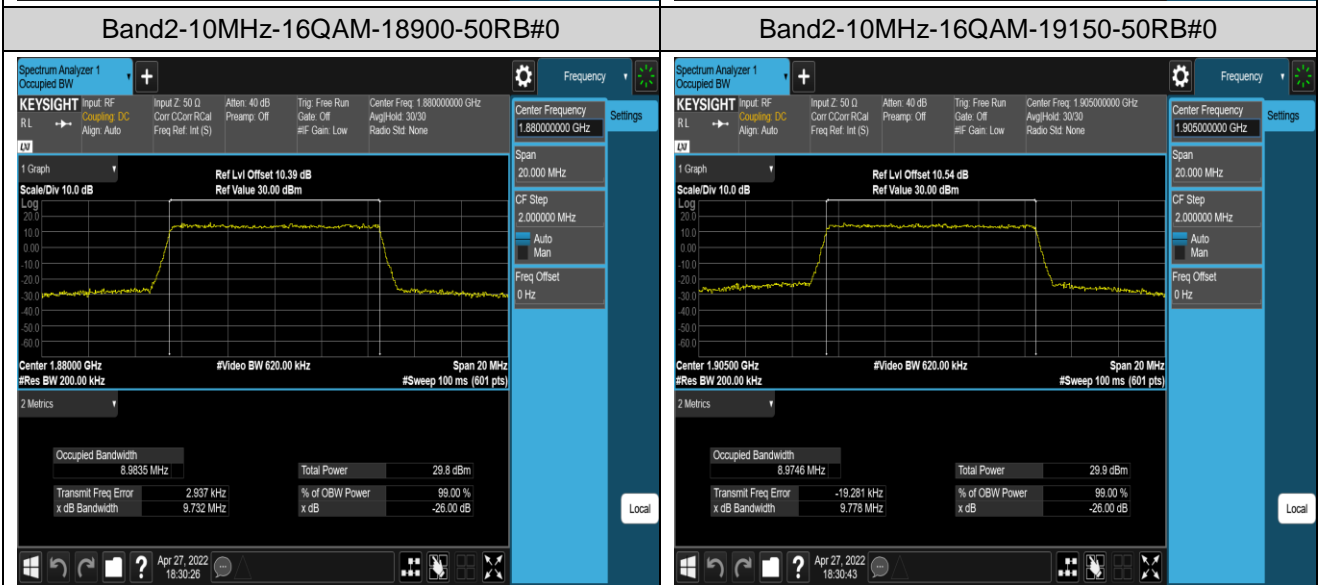 Band2-10MHz-16QAM-18900-50RB#0
Spectrum Analyzer 1
Occupied BW
Frequency
KEYSIGHT
RL
LXI
Input: RF
Coupling: DC
Align: Auto
Input Z: 50 Ω
Corr CCorr RCal
Freq Ref: Int (S)
Atten: 40 dB
Preamp: Off
Trig: Free Run
Gate: Off
#IF Gain: Low
Center Freq: 1.880000000 GHz
Avg|Hold: 30/30
Radio Std: None
Center Frequency
1.880000000 GHz
Settings
Span
20.000 MHz
CF Step
2.000000 MHz
Auto
Man
Freq Offset
0 Hz
Local
1 Graph
Scale/Div 10.0 dB
Ref Lvl Offset 10.39 dB
Ref Value 30.00 dBm
Log
20.0
10.0
0.00
-10.0
-20.0
-30.0
-40.0
-50.0
-60.0
Center 1.88000 GHz
#Video BW 620.00 kHz
Span 20 MHz
#Res BW 200.00 kHz
#Sweep 100 ms (601 pts)
2 Metrics
Occupied Bandwidth
8.9835 MHz
Total Power 29.8 dBm
Transmit Freq Error 2.937 kHz
% of OBW Power 99.00 %
x dB Bandwidth 9.732 MHz
x dB -26.00 dB
?
Apr 27, 2022
18:30:26
Band2-10MHz-16QAM-19150-50RB#0
Spectrum Analyzer 1
Occupied BW
Frequency
KEYSIGHT
RL
LXI
Input: RF
Coupling: DC
Align: Auto
Input Z: 50 Ω
Corr CCorr RCal
Freq Ref: Int (S)
Atten: 40 dB
Preamp: Off
Trig: Free Run
Gate: Off
#IF Gain: Low
Center Freq: 1.905000000 GHz
Avg|Hold: 30/30
Radio Std: None
Center Frequency
1.905000000 GHz
Settings
Span
20.000 MHz
CF Step
2.000000 MHz
Auto
Man
Freq Offset
0 Hz
Local
1 Graph
Scale/Div 10.0 dB
Ref Lvl Offset 10.54 dB
Ref Value 30.00 dBm
Log
20.0
10.0
0.00
-10.0
-20.0
-30.0
-40.0
-50.0
-60.0
Center 1.90500 GHz
#Video BW 620.00 kHz
Span 20 MHz
#Res BW 200.00 kHz
#Sweep 100 ms (601 pts)
2 Metrics
Occupied Bandwidth
8.9746 MHz
Total Power 29.9 dBm
Transmit Freq Error -19.281 kHz
% of OBW Power 99.00 %
x dB Bandwidth 9.778 MHz
x dB -26.00 dB
?
Apr 27, 2022
18:30:43